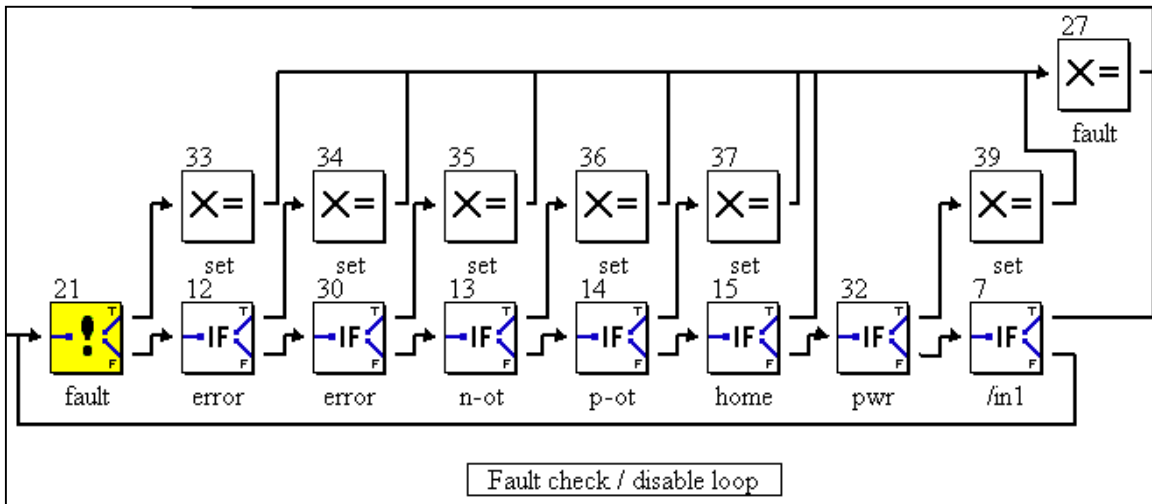 27
X=
fault
33 34 35 36 37 39
X= X= X= X= X= X=
set set set set set set
21 12 30 13 14 15 32 7
! T F IF T F IF T F IF T F IF T F IF T F IF T F IF T F
fault error error n-ot p-ot home pwr /in1
Fault check / disable loop